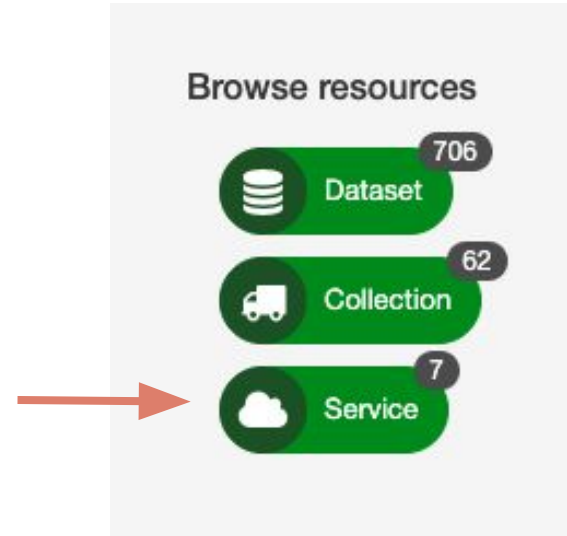 Browse resources
706
Dataset
62
Collection
7
Service